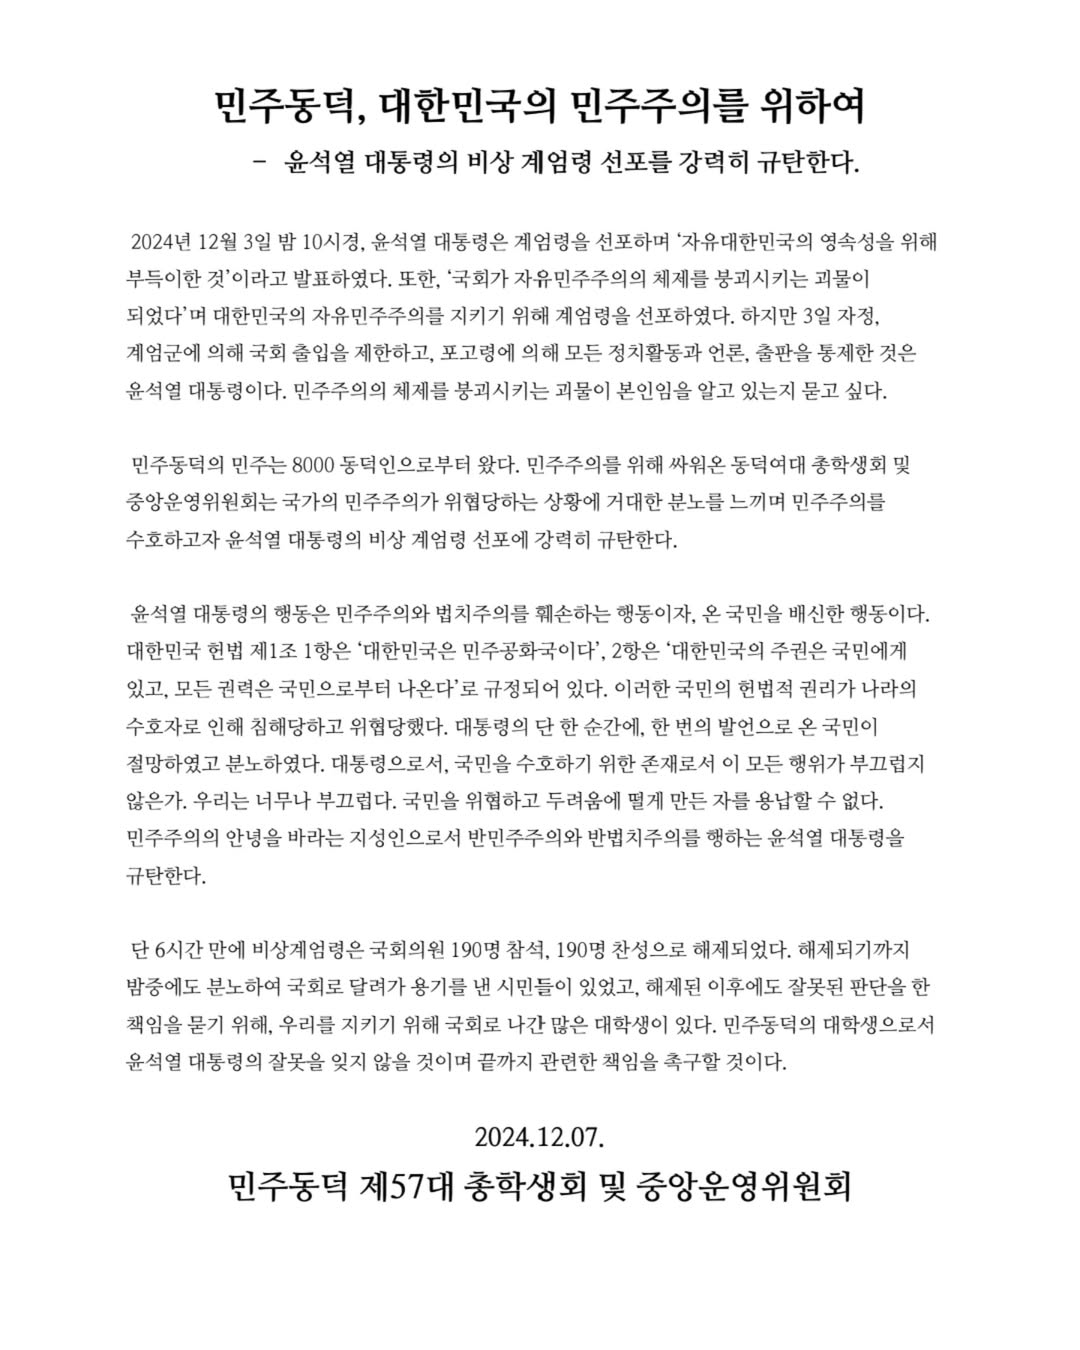 민주동덕, 대한민국의 민주주의를 위하여
- 윤석열 대통령의 비상 계엄령 선포를 강력히 규탄한다.
2024년 12월 3일 밤 10시경, 윤석열 대통령은 계엄령을 선포하며 ‘자유대한민국의 영속성을 위해
부득이한 것’이라고 발표하였다. 또한, ‘국회가 자유민주주의의 체제를 붕괴시키는 괴물이
되었다’며 대한민국의 자유민주주의를 지키기 위해 계엄령을 선포하였다. 하지만 3일 자정,
계엄군에 의해 국회 출입을 제한하고, 포고령에 의해 모든 정치활동과 언론, 출판을 통제한 것은
윤석열 대통령이다. 민주주의의 체제를 붕괴시키는 괴물이 본인임을 알고 있는지 묻고 싶다.
민주동덕의 민주는 8000 동덕인으로부터 왔다. 민주주의를 위해 싸워온 동덕여대 총학생회 및
중앙운영위원회는 국가의 민주주의가 위협당하는 상황에 거대한 분노를 느끼며 민주주의를
수호하고자 윤석열 대통령의 비상 계엄령 선포에 강력히 규탄한다.
윤석열 대통령의 행동은 민주주의와 법치주의를 훼손하는 행동이자, 온 국민을 배신한 행동이다.
대한민국 헌법 제1조 1항은 ‘대한민국은 민주공화국이다’, 2항은 ‘대한민국의 주권은 국민에게
있고, 모든 권력은 국민으로부터 나온다’로 규정되어 있다. 이러한 국민의 헌법적 권리가 나라의
수호자로 인해 침해당하고 위협당했다. 대통령의 단 한 순간에, 한 번의 발언으로 온 국민이
절망하였고 분노하였다. 대통령으로서, 국민을 수호하기 위한 존재로서 이 모든 행위가 부끄럽지
않은가. 우리는 너무나 부끄럽다. 국민을 위협하고 두려움에 떨게 만든 자를 용납할 수 없다.
민주주의의 안녕을 바라는 지성인으로서 반민주주의와 반법치주의를 행하는 윤석열 대통령을
규탄한다.
단 6시간 만에 비상계엄령은 국회의원 190명 참석, 190명 찬성으로 해제되었다. 해제되기까지
밤중에도 분노하여 국회로 달려가 용기를 낸 시민들이 있었고, 해제된 이후에도 잘못된 판단을 한
책임을 묻기 위해, 우리를 지키기 위해 국회로 나간 많은 대학생이 있다. 민주동덕의 대학생으로서
윤석열 대통령의 잘못을 잊지 않을 것이며 끝까지 관련한 책임을 촉구할 것이다.
2024.12.07.
민주동덕 제57대 총학생회 및 중앙운영위원회